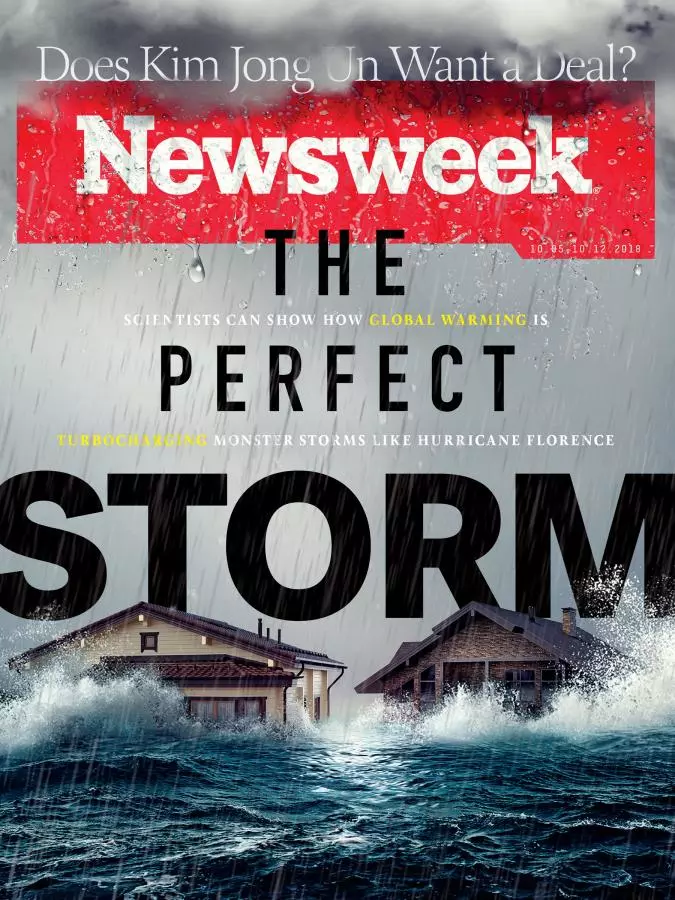 Does Kim Jong Un Want a Deal?
Newsweek
10.05-10.12.2018
THE
SCIENTISTS CAN SHOW HOW GLOBAL WARMING IS
PERFECT
TURBOCHARGING MONSTER STORMS LIKE HURRICANE FLORENCE
STORM